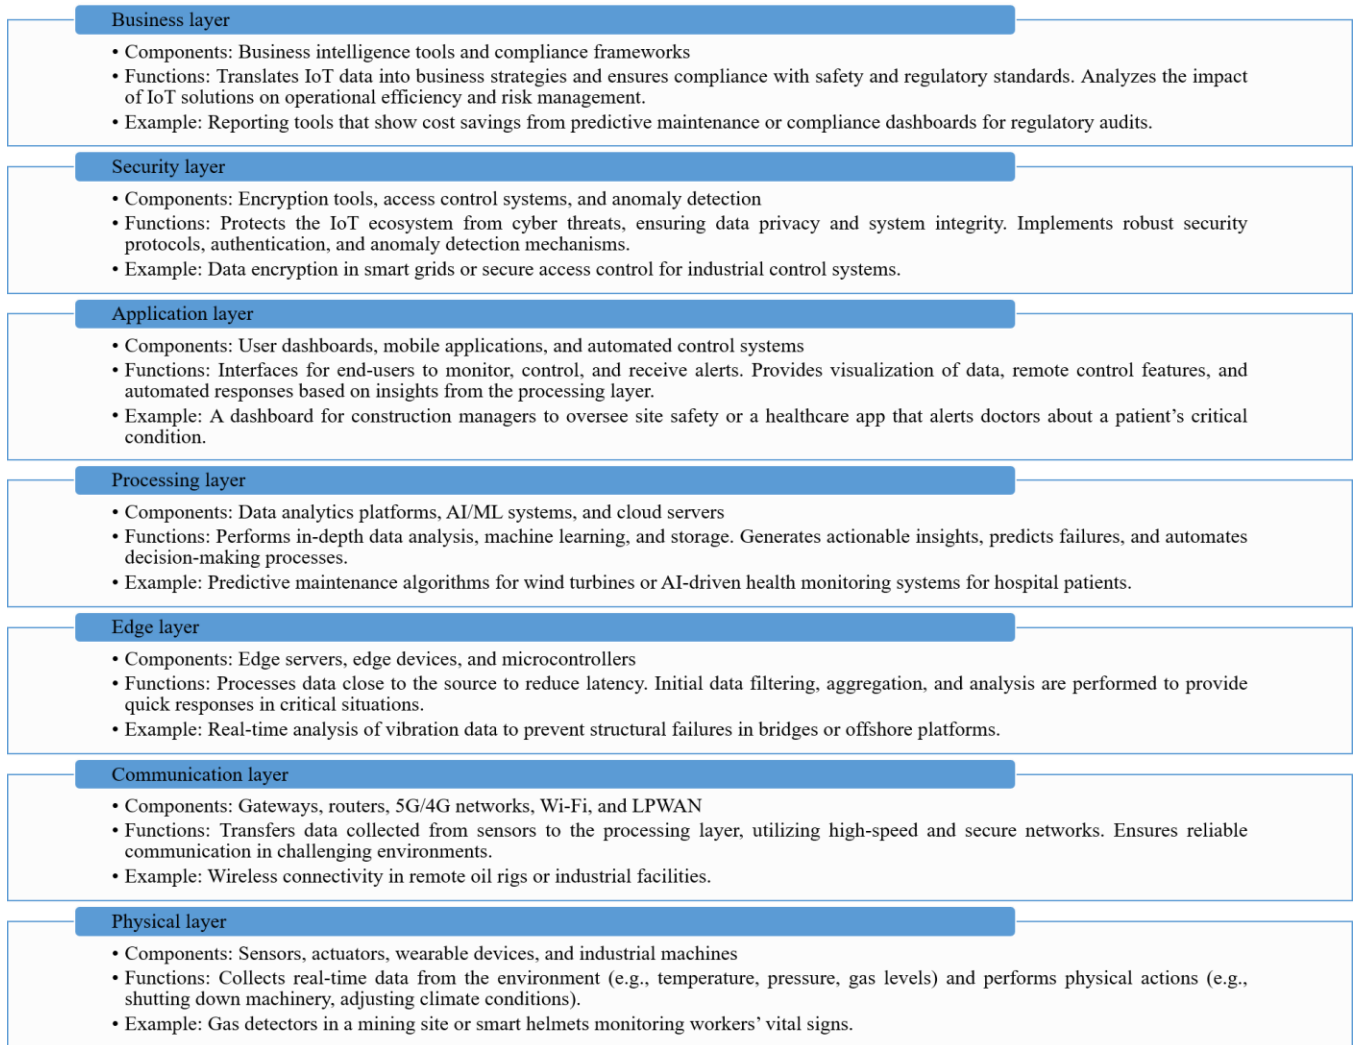 Business layer
• Components: Business intelligence tools and compliance frameworks
• Functions: Translates IoT data into business strategies and ensures compliance with safety and regulatory standards. Analyzes the impact
of IoT solutions on operational efficiency and risk management.
• Example: Reporting tools that show cost savings from predictive maintenance or compliance dashboards for regulatory audits.
Security layer
• Components: Encryption tools, access control systems, and anomaly detection
• Functions: Protects the IoT ecosystem from cyber threats, ensuring data privacy and system integrity. Implements robust security
protocols, authentication, and anomaly detection mechanisms.
• Example: Data encryption in smart grids or secure access control for industrial control systems.
Application layer
• Components: User dashboards, mobile applications, and automated control systems
• Functions: Interfaces for end-users to monitor, control, and receive alerts. Provides visualization of data, remote control features, and
automated responses based on insights from the processing layer.
• Example: A dashboard for construction managers to oversee site safety or a healthcare app that alerts doctors about a patient’s critical
condition.
Processing layer
• Components: Data analytics platforms, AI/ML systems, and cloud servers
• Functions: Performs in-depth data analysis, machine learning, and storage. Generates actionable insights, predicts failures, and automates
decision-making processes.
• Example: Predictive maintenance algorithms for wind turbines or AI-driven health monitoring systems for hospital patients.
Edge layer
• Components: Edge servers, edge devices, and microcontrollers
• Functions: Processes data close to the source to reduce latency. Initial data filtering, aggregation, and analysis are performed to provide
quick responses in critical situations.
• Example: Real-time analysis of vibration data to prevent structural failures in bridges or offshore platforms.
Communication layer
• Components: Gateways, routers, 5G/4G networks, Wi-Fi, and LPWAN
• Functions: Transfers data collected from sensors to the processing layer, utilizing high-speed and secure networks. Ensures reliable
communication in challenging environments.
• Example: Wireless connectivity in remote oil rigs or industrial facilities.
Physical layer
• Components: Sensors, actuators, wearable devices, and industrial machines
• Functions: Collects real-time data from the environment (e.g., temperature, pressure, gas levels) and performs physical actions (e.g.,
shutting down machinery, adjusting climate conditions).
• Example: Gas detectors in a mining site or smart helmets monitoring workers’ vital signs.